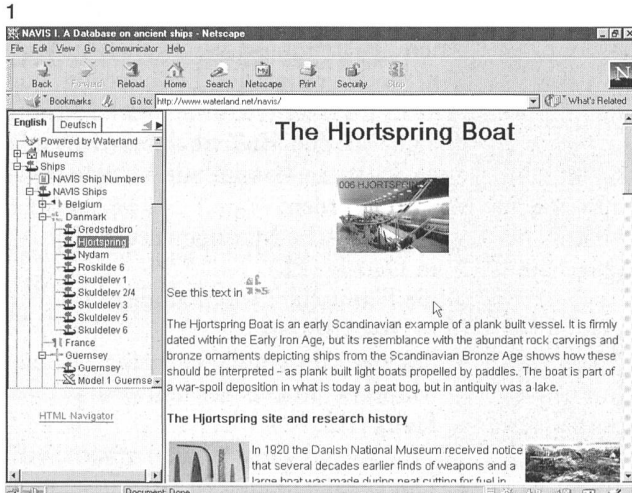 1
NAVIS I. A Database on ancient ships - Netscape
File Edit View Go Communicator Help
Back Forward Reload Home Search Netscape Print Security Stop
Bookmarks Go to: http://www.waterland.net/navis/ What's Related
English Deutsch
Powered by Waterland
Museums
Ships
NAVIS Ship Numbers
NAVIS Ships
Belgium
Danmark
Gredstedbro
Hjortspring
Nydam
Roskilde 6
Skuldelev 1
Skuldelev 2/4
Skuldelev 3
Skuldelev 5
Skuldelev 6
France
Guernsey
Guernsey
Model 1 Guernse
HTML Navigator
The Hjortspring Boat
006 HJORTSPRING
See this text in
The Hjortspring Boat is an early Scandinavian example of a plank built vessel. It is firmly
dated within the Early Iron Age, but its resemblance with the abundant rock carvings and
bronze ornaments depicting ships from the Scandinavian Bronze Age shows how these
should be interpreted - as plank built light boats propelled by paddles. The boat is part of
a war-spoil deposition in what is today a peat bog, but in antiquity was a lake.
The Hjortspring site and research history
In 1920 the Danish National Museum received notice
that several decades earlier finds of weapons and a
large boat was made during peat cutting for fuel in
Document: Done